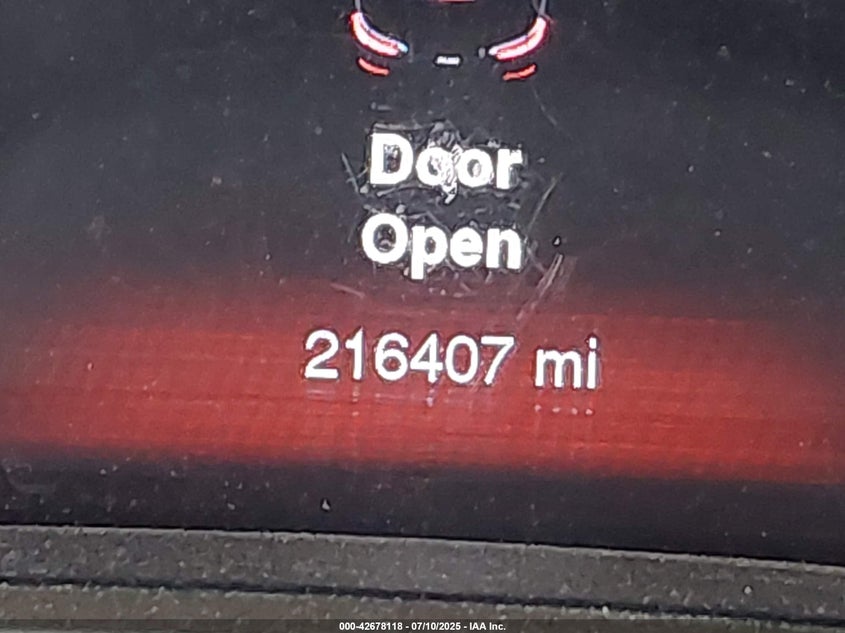 Door
Open
216407 mi
000-42678118 - 07/10/2025 - IAA Inc.